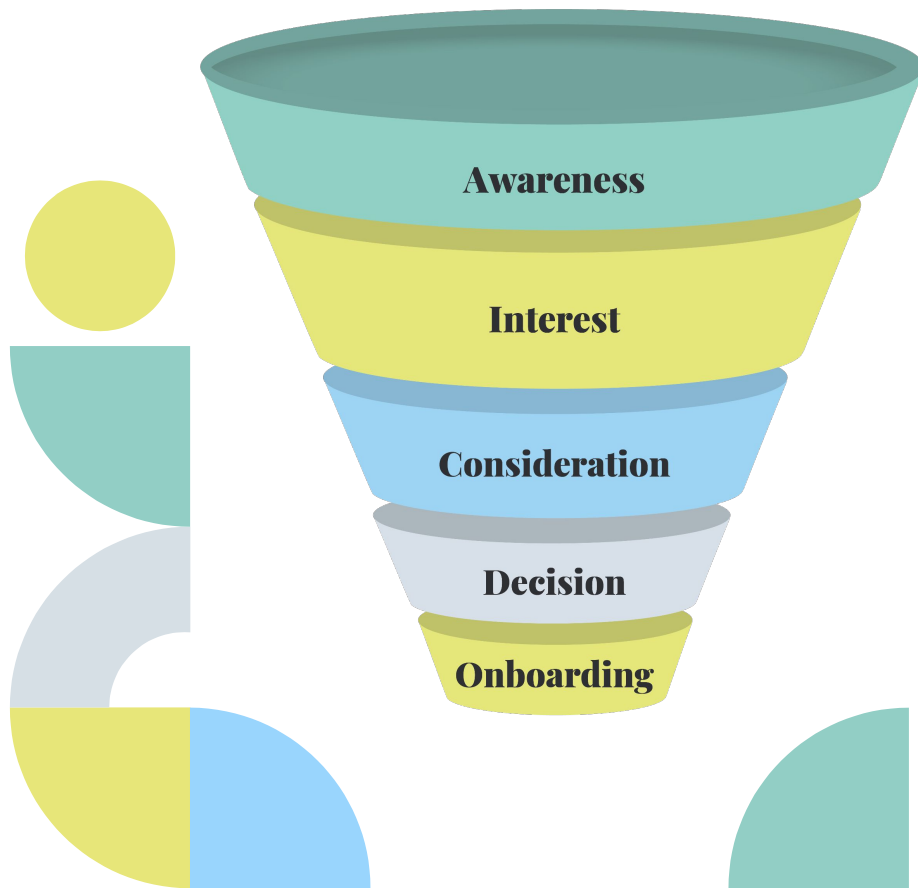 Awareness
Interest
Consideration
Decision
Onboarding